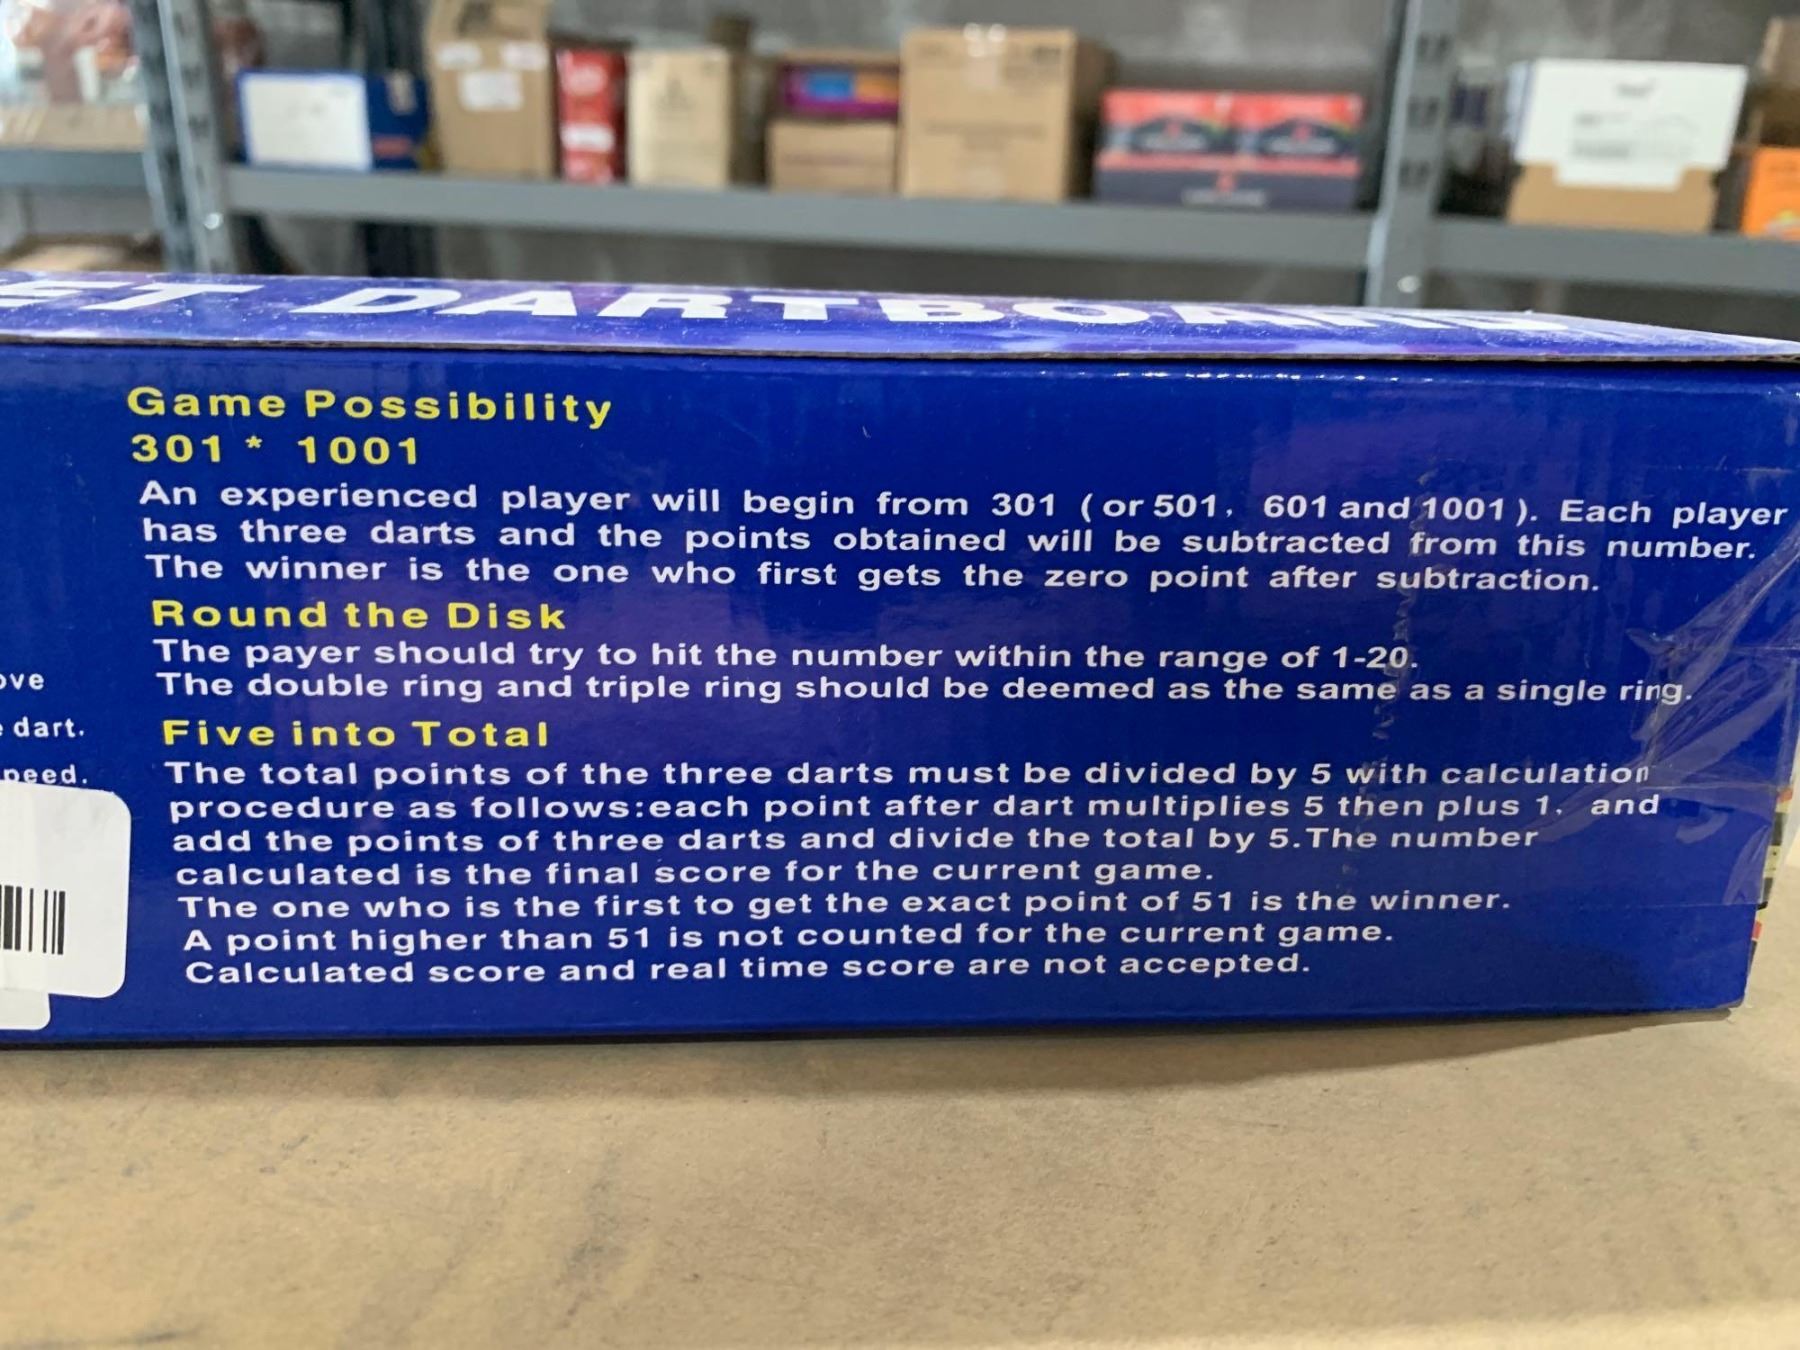 DARTBOARD
Game Possibility
301 * 1001
An experienced player will begin from 301 ( or 501, 601 and 1001 ). Each player
has three darts and the points obtained will be subtracted from this number.
The winner is the one who first gets the zero point after subtraction.
Round the Disk
The payer should try to hit the number within the range of 1-20.
The double ring and triple ring should be deemed as the same as a single ring.
dart.
Five into Total
The total points of the three darts must be divided by 5 with calculation
procedure as follows:each point after dart multiplies 5 then plus 1, and
add the points of three darts and divide the total by 5.The number
calculated is the final score for the current game.
The one who is the first to get the exact point of 51 is the winner.
A point higher than 51 is not counted for the current game.
Calculated score and real time score are not accepted.